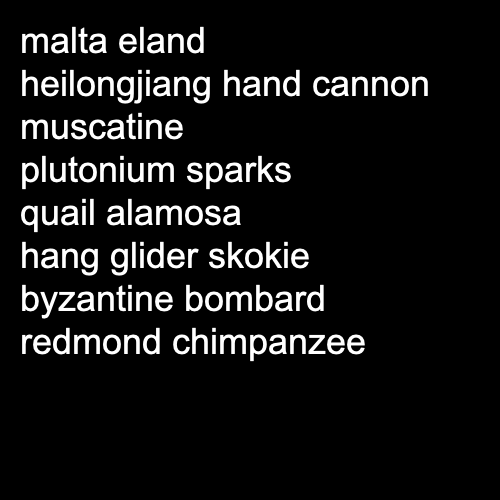 malta eland
heilongjiang hand cannon
muscatine
plutonium sparks
quail alamosa
hang glider skokie
byzantine bombard
redmond chimpanzee